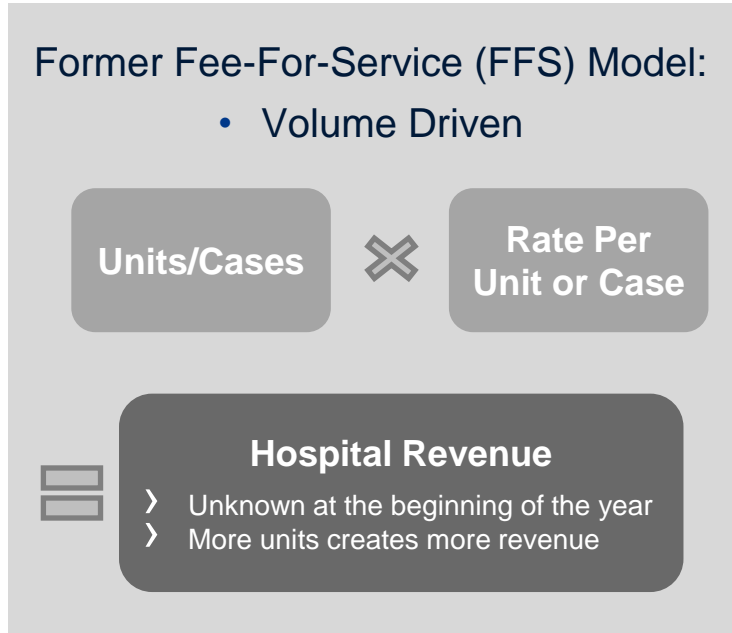 Former Fee-For-Service (FFS) Model:
• Volume Driven
Units/Cases
Rate Per
Unit or Case
Hospital Revenue
› Unknown at the beginning of the year
› More units creates more revenue